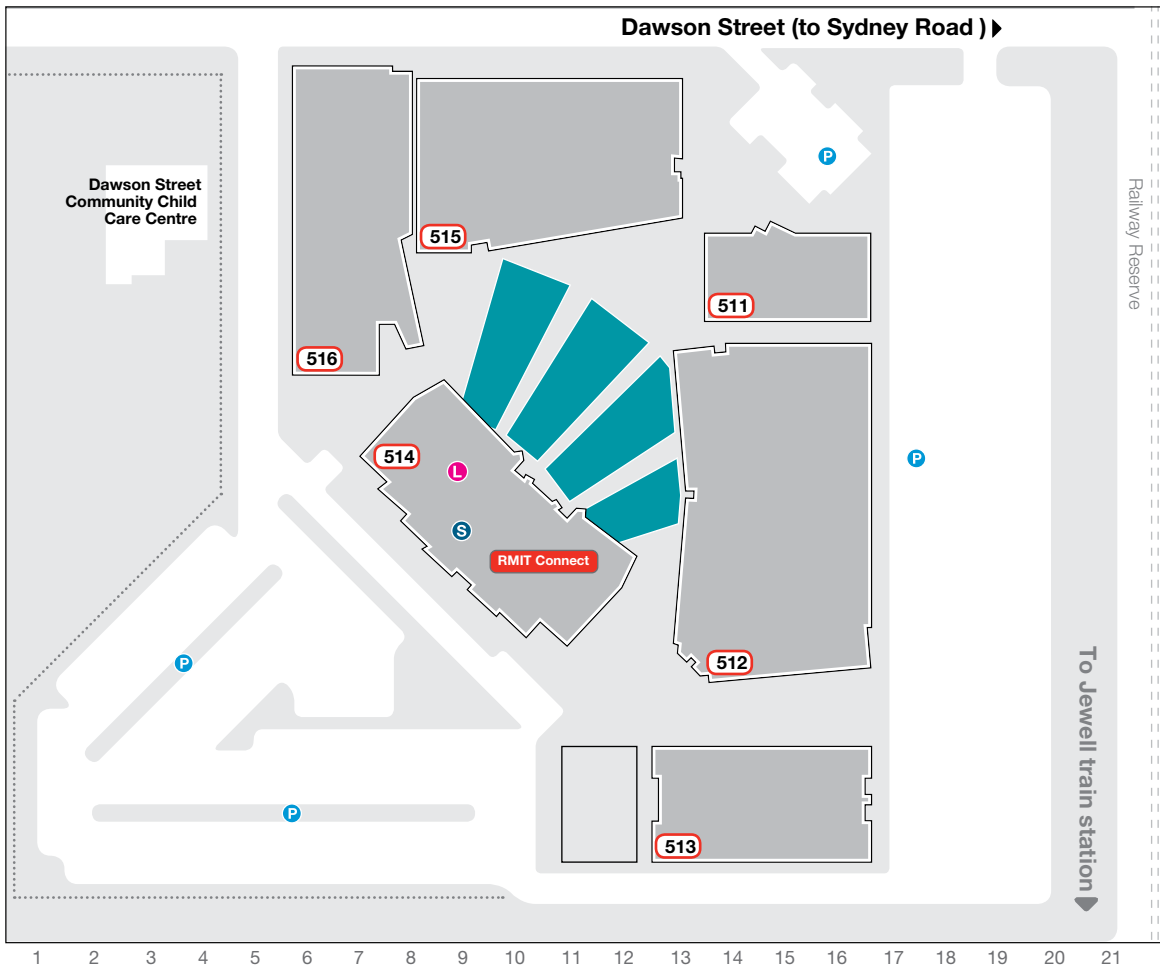 Dawson Street (to Sydney Road )
P
Dawson Street
Community Child
Care Centre
Railway Reserve
515
511
516
514
L
P
S
RMIT Connect
512
P
To Jewell train station
P
513
1 2 3 4 5 6 7 8 9 10 11 12 13 14 15 16 17 18 19 20 21